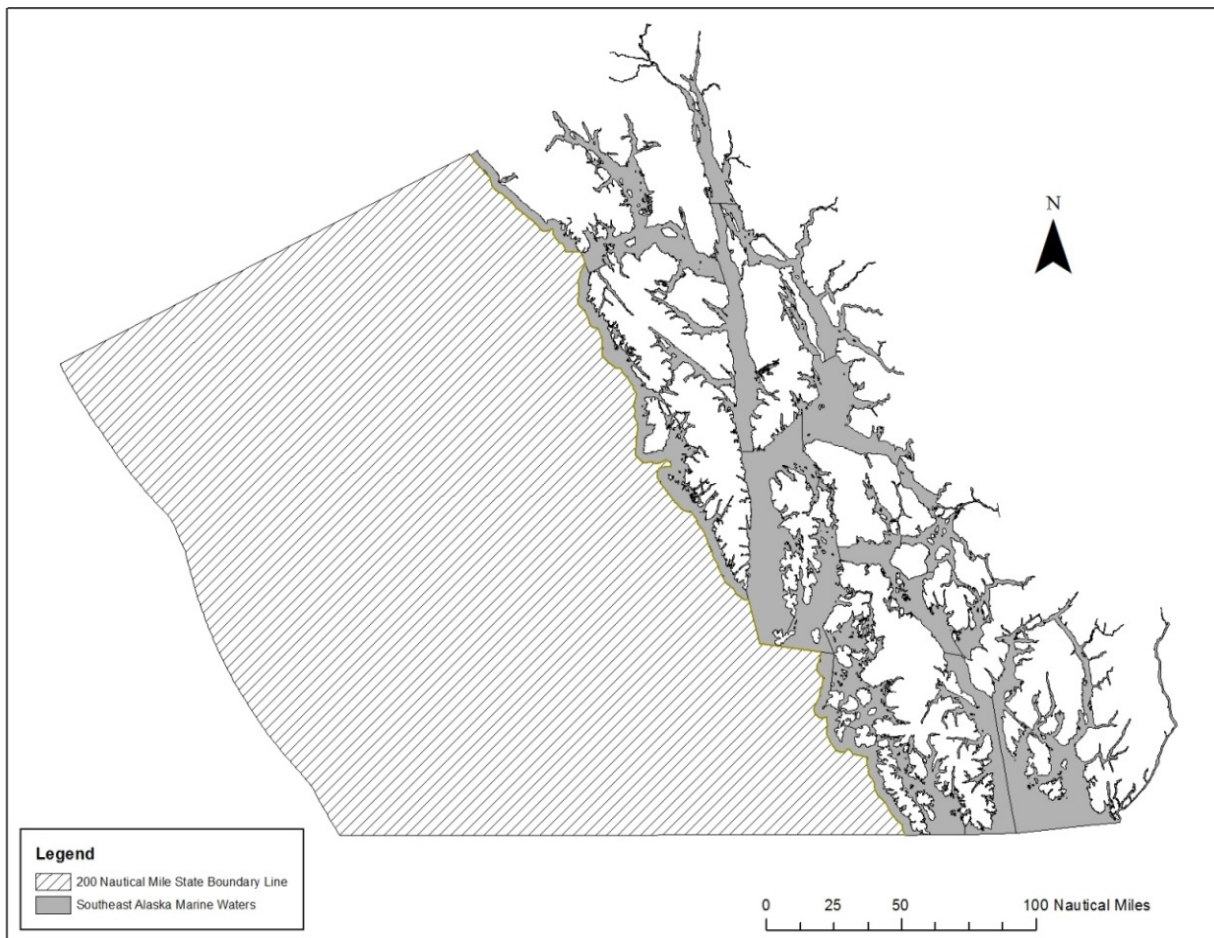 N
Legend
200 Nautical Mile State Boundary Line
Southeast Alaska Marine Waters
0 25 50 100 Nautical Miles